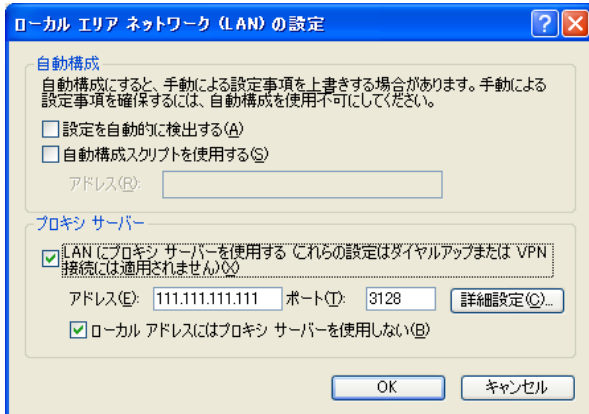 ローカル エリア ネットワーク (LAN) の設定
自動構成
自動構成にすると、手動による設定事項を上書きする場合があります。手動による
設定事項を確保するには、自動構成を使用不可にしてください。
設定を自動的に検出する(A)
自動構成スクリプトを使用する(S)
アドレス(R):
プロキシ サーバー
LAN にプロキシ サーバーを使用する (これらの設定はダイヤルアップまたは VPN
接続には適用されません)(X)
アドレス(E): 111.111.111.111 ポート(T): 3128 詳細設定(C)...
ローカル アドレスにはプロキシ サーバーを使用しない(B)
OK キャンセル